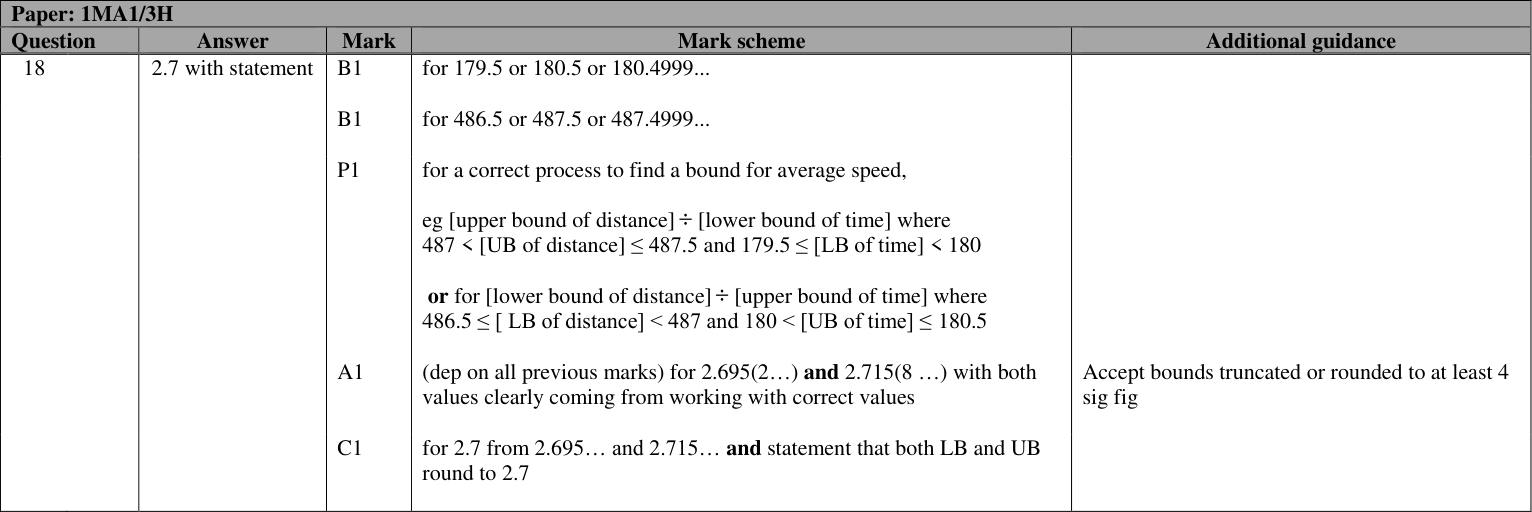 Paper: 1MA1/3H
Question Answer Mark Mark scheme Additional guidance
18 2.7 with statement B1 for 179.5 or 180.5 or 180.4999...
B1 for 486.5 or 487.5 or 487.4999...
P1 for a correct process to find a bound for average speed,
eg [upper bound of distance] ÷ [lower bound of time] where
487 < [UB of distance] ≤ 487.5 and 179.5 ≤ [LB of time] < 180
or for [lower bound of distance] ÷ [upper bound of time] where
486.5 ≤ [ LB of distance] < 487 and 180 < [UB of time] ≤ 180.5
A1 (dep on all previous marks) for 2.695(2…) and 2.715(8 …) with both Accept bounds truncated or rounded to at least 4
values clearly coming from working with correct values sig fig
C1 for 2.7 from 2.695… and 2.715… and statement that both LB and UB
round to 2.7